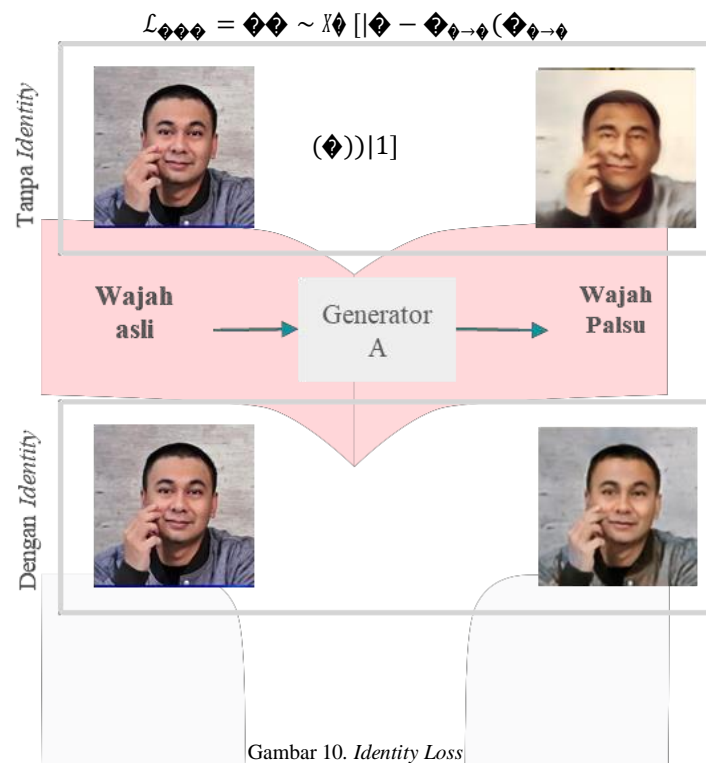 ℒ��� = �� ~ X� [|� − ��→�(��→�
(�))|1]
Tanpa Identity
Wajah asli
Generator A
Wajah Palsu
Dengan Identity
Gambar 10. Identity Loss